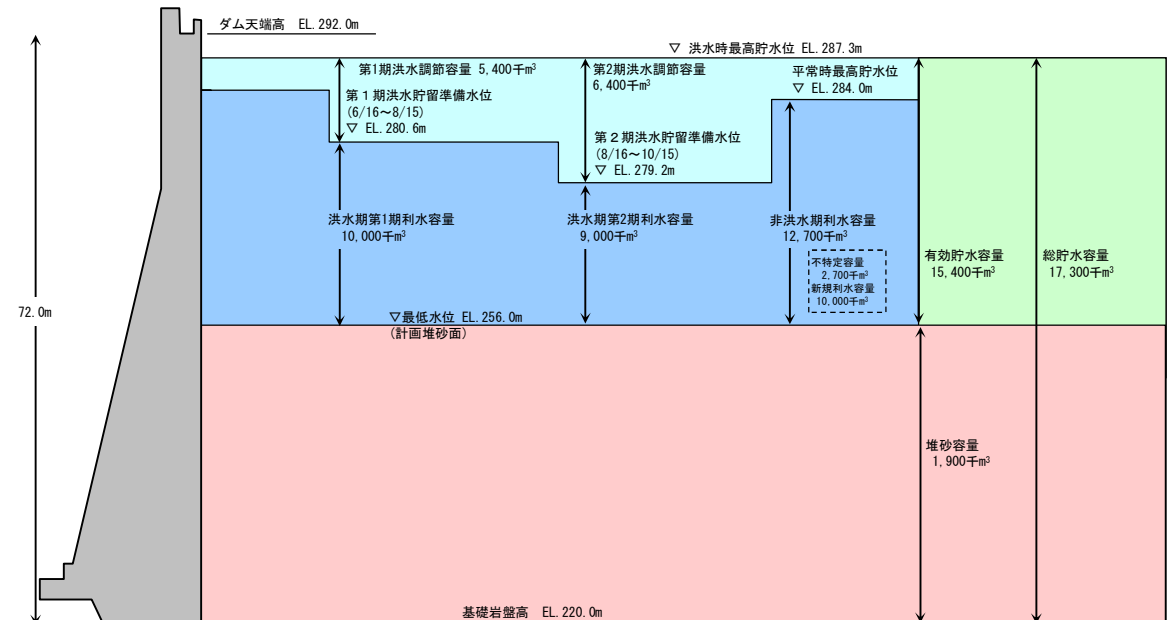 ダム天端高 EL.292.0m
▽ 洪水時最高貯水位 EL.287.3m
第1期洪水調節容量 5,400千m³
第2期洪水調節容量
6,400千m³
平常時最高貯水位
▽ EL.284.0m
第１期洪水貯留準備水位
(6/16～8/15)
▽ EL.280.6m
第２期洪水貯留準備水位
(8/16～10/15)
▽ EL.279.2m
洪水期第1期利水容量
10,000千m³
洪水期第2期利水容量
9,000千m³
非洪水期利水容量
12,700千m³
不特定容量
2,700千m³
新規利水容量
10,000千m³
有効貯水容量
15,400千m³
総貯水容量
17,300千m³
72.0m
▽最低水位 EL.256.0m
(計画堆砂面)
堆砂容量
1,900千m³
基礎岩盤高 EL.220.0m